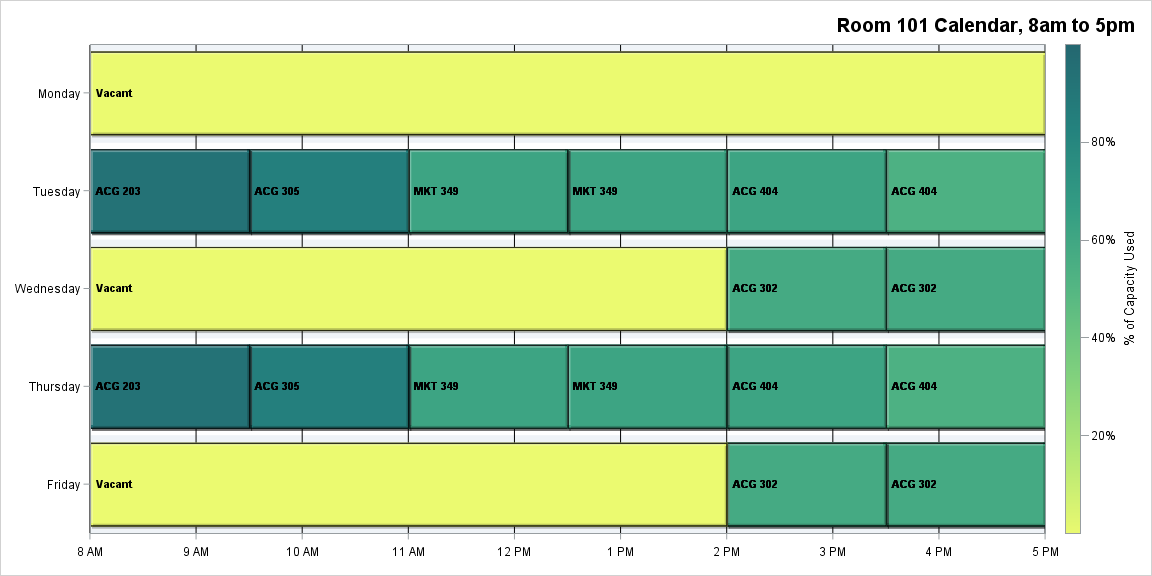 Room 101 Calendar, 8am to 5pm
Monday
Vacant
Tuesday
ACG 203 ACG 305 MKT 349 MKT 349 ACG 404 ACG 404
Wednesday
Vacant ACG 302 ACG 302
Thursday
ACG 203 ACG 305 MKT 349 MKT 349 ACG 404 ACG 404
Friday
Vacant ACG 302 ACG 302
8 AM 9 AM 10 AM 11 AM 12 PM 1 PM 2 PM 3 PM 4 PM 5 PM
80%
60%
40%
20%
% of Capacity Used